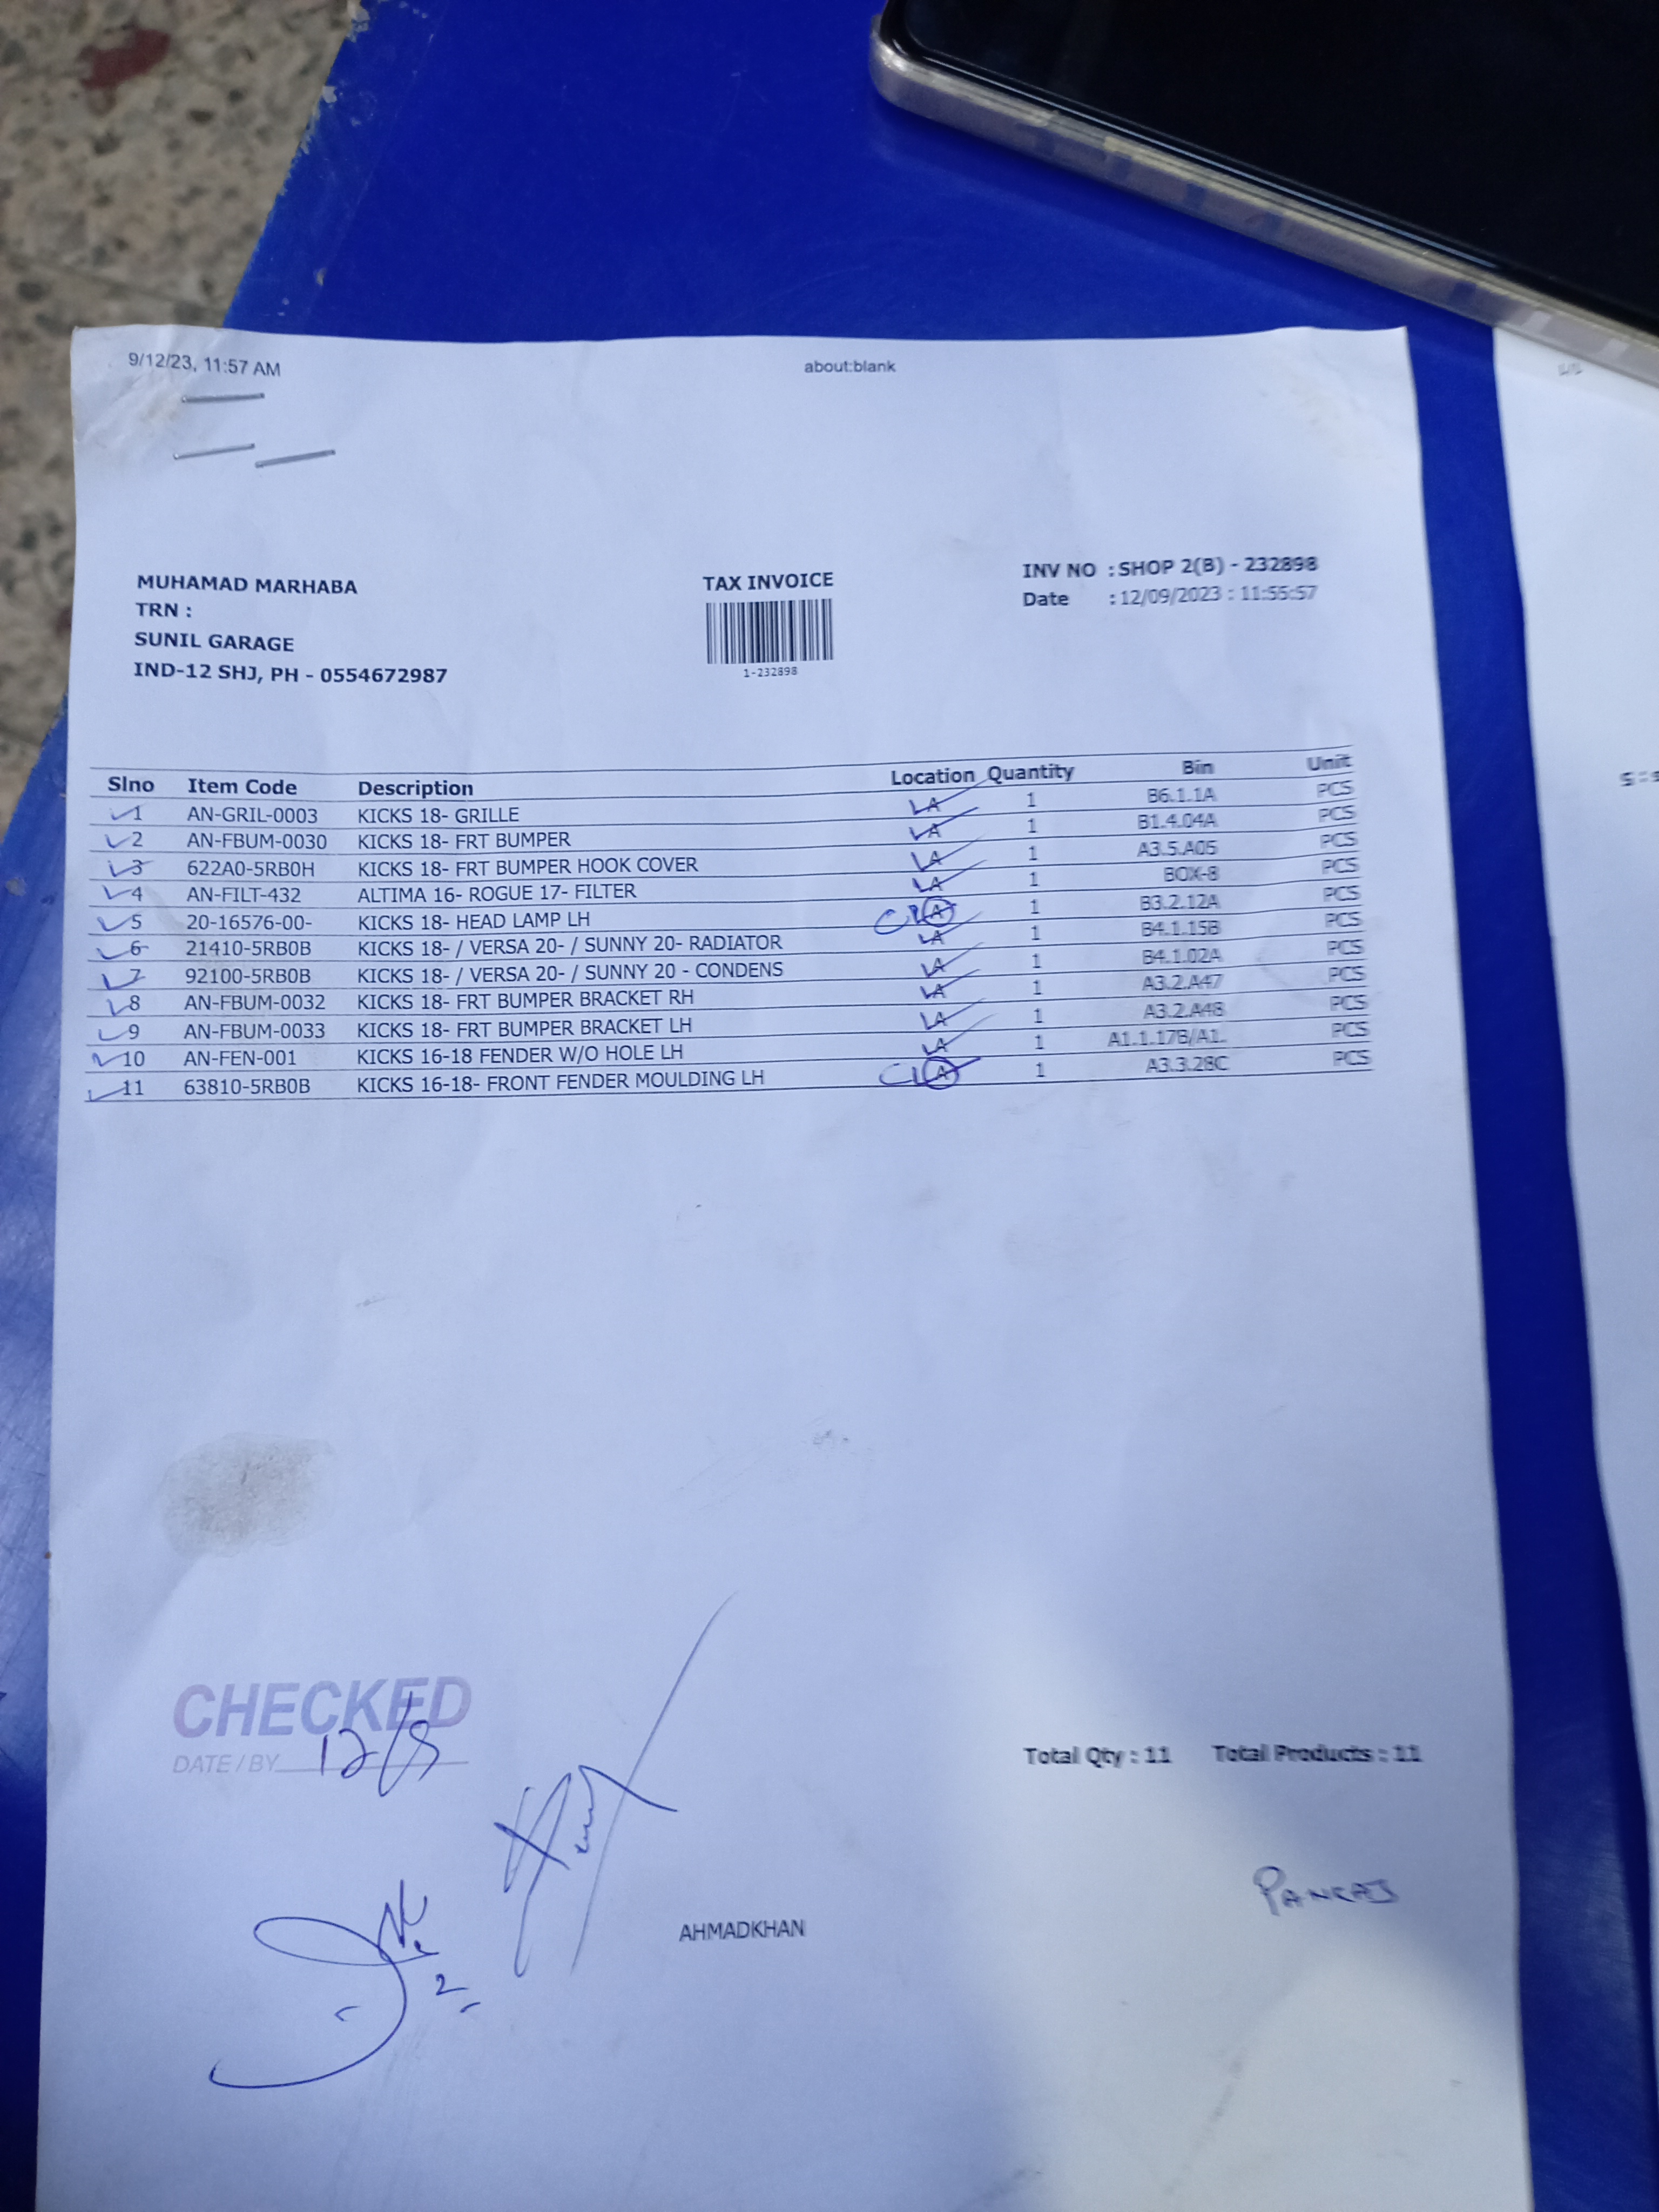 9/12/23, 11:57 AM about:blank
MUHAMAD MARHABA
TRN :
SUNIL GARAGE
IND-12 SHJ, PH - 0554672987
TAX INVOICE
1-232898
INV NO : SHOP 2(B) - 232898
Date : 12/09/2023 : 11:55:57
Slno Item Code Description Location Quantity Bin Unit
1 AN-GRIL-0003 KICKS 18- GRILLE A 1 B6.1.1A PCS
2 AN-FBUM-0030 KICKS 18- FRT BUMPER A 1 B1.4.04A PCS
3 622A0-5RB0H KICKS 18- FRT BUMPER HOOK COVER A 1 A3.5.A05 PCS
4 AN-FILT-432 ALTIMA 16- ROGUE 17- FILTER A 1 BOX-8 PCS
5 20-16576-00- KICKS 18- HEAD LAMP LH A 1 B3.2.12A PCS
6 21410-5RB0B KICKS 18- / VERSA 20- / SUNNY 20- RADIATOR A 1 B4.1.15B PCS
7 92100-5RB0B KICKS 18- / VERSA 20- / SUNNY 20 - CONDENS A 1 B4.1.02A PCS
8 AN-FBUM-0032 KICKS 18- FRT BUMPER BRACKET RH A 1 A3.2.A47 PCS
9 AN-FBUM-0033 KICKS 18- FRT BUMPER BRACKET LH A 1 A3.2.A48 PCS
10 AN-FEN-001 KICKS 16-18 FENDER W/O HOLE LH A 1 A1.1.17B/A1. PCS
11 63810-5RB0B KICKS 16-18- FRONT FENDER MOULDING LH A 1 A3.3.28C PCS
CHECKED
DATE / BY 12/9
Total Qty : 11 Total Products : 11
PANKAJ
AHMADKHAN
2